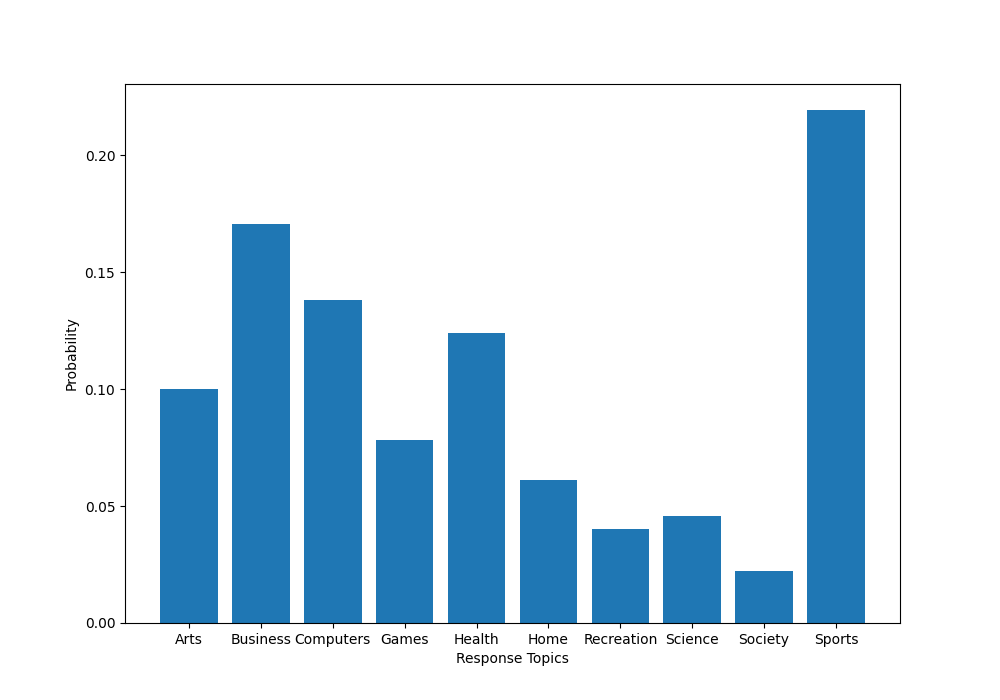 0.20
0.15
0.10
0.05
0.00
Probability
Arts Business Computers Games Health Home Recreation Science Society Sports
Response Topics